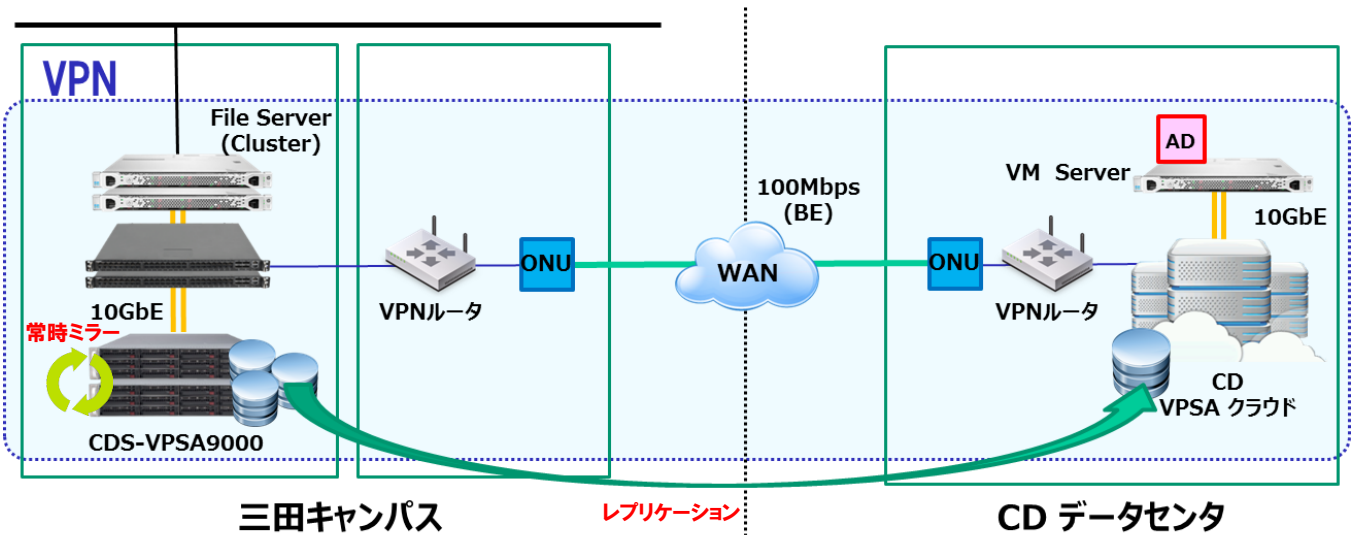 VPN
File Server
(Cluster)
10GbE
常時ミラー
CDS-VPSA9000
VPNルータ
ONU
三田キャンパス
100Mbps
(BE)
WAN
レプリケーション
ONU
VPNルータ
AD
VM Server
10GbE
CD
VPSA クラウド
CD データセンタ